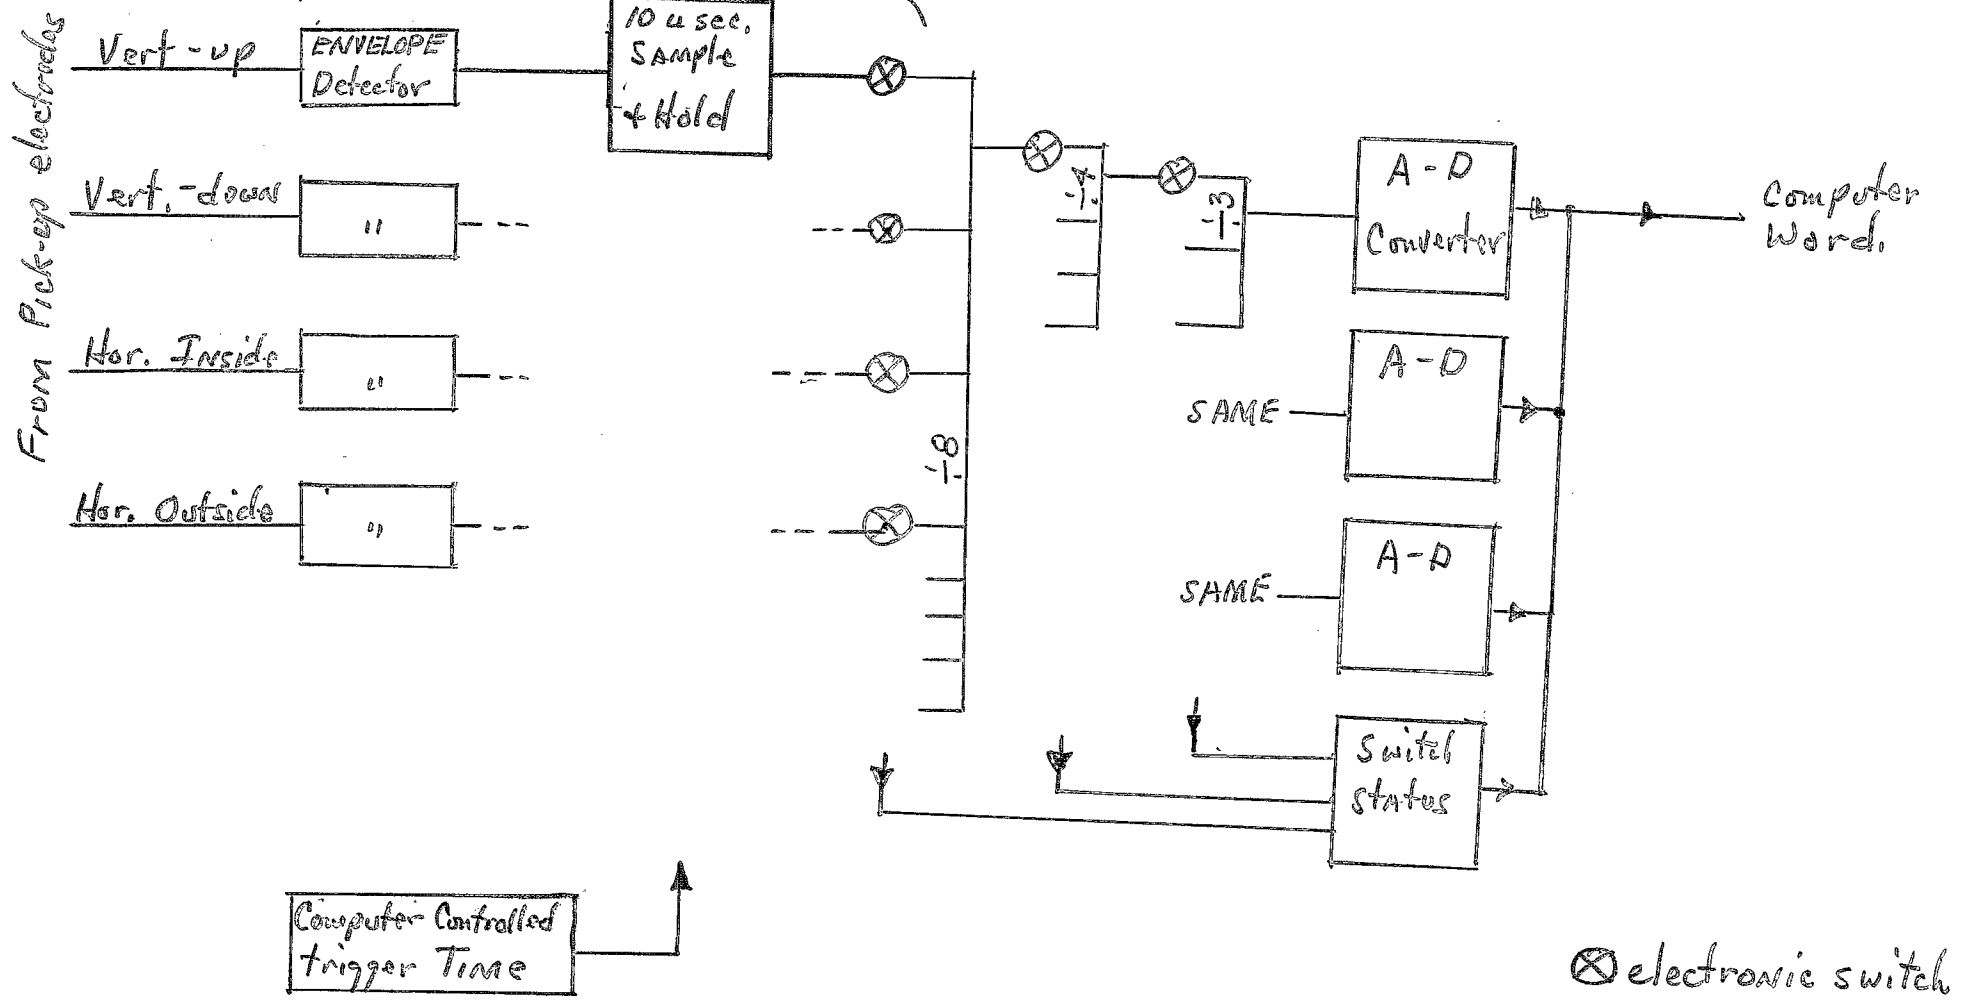 From Pick-up electrodes
Vert-up
ENVELOPE
Detector
10 u sec.
SAMPLE
+ Hold
Vert.-down
"
Hor. Inside
"
Hor. Outside
"
÷8
÷4
÷3
A-D
Converter
Computer
Word.
SAME
A-D
SAME
A-D
Switch
status
Computer Controlled
trigger Time
electronic switch